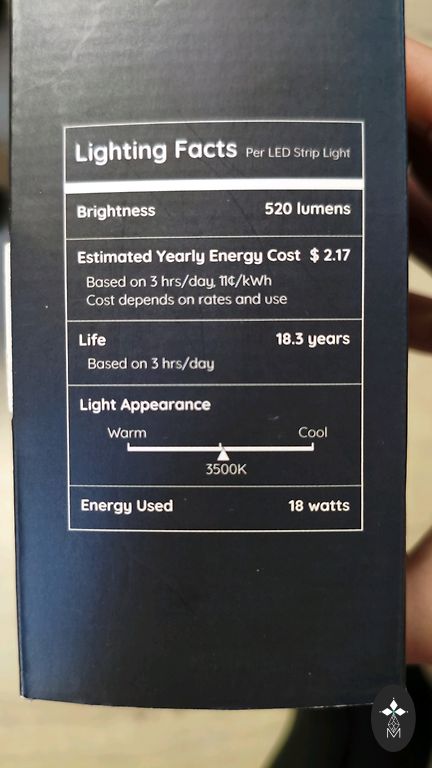 Lighting Facts Per LED Strip Light
Brightness 520 lumens
Estimated Yearly Energy Cost $ 2.17
Based on 3 hrs/day, 11¢/kWh
Cost depends on rates and use
Life 18.3 years
Based on 3 hrs/day
Light Appearance
Warm Cool
3500K
Energy Used 18 watts
M